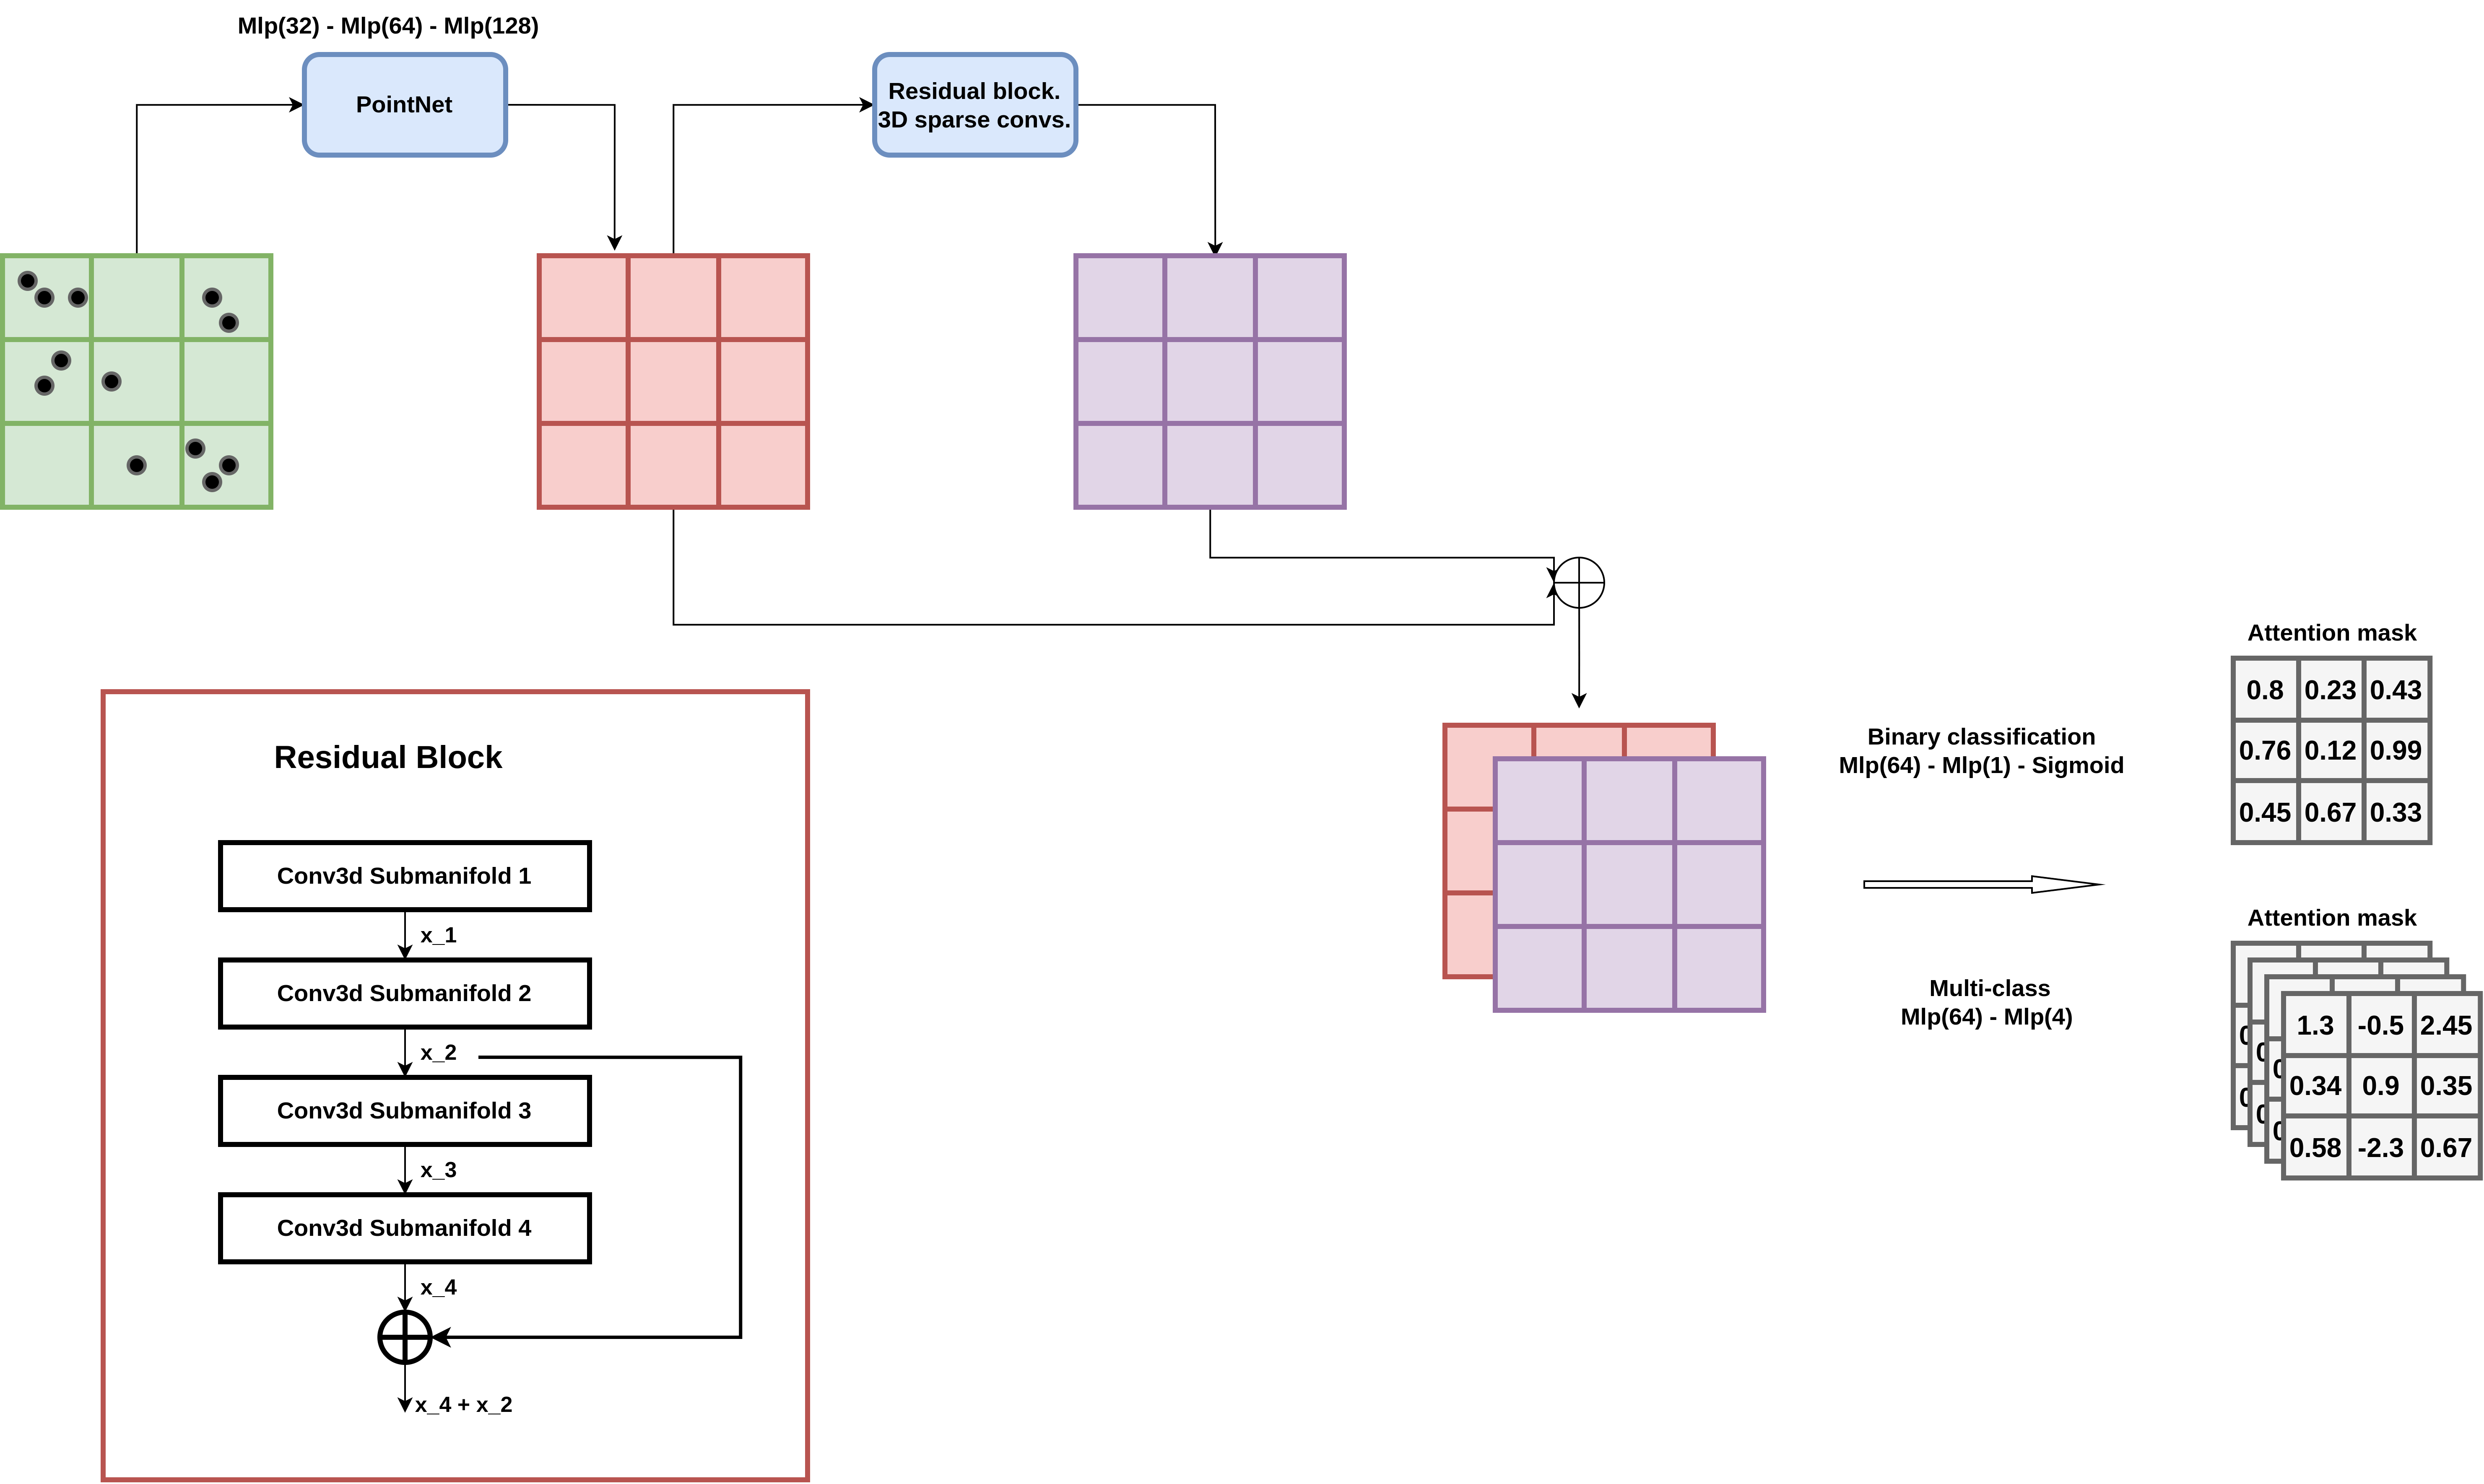 Mlp(32) - Mlp(64) - Mlp(128)
PointNet
Residual block.
3D sparse convs.
Residual Block
Conv3d Submanifold 1
x_1
Conv3d Submanifold 2
x_2
Conv3d Submanifold 3
x_3
Conv3d Submanifold 4
x_4
x_4 + x_2
Binary classification
Mlp(64) - Mlp(1) - Sigmoid
Multi-class
Mlp(64) - Mlp(4)
Attention mask
0.8 0.23 0.43
0.76 0.12 0.99
0.45 0.67 0.33
Attention mask
1.3 -0.5 2.45
0.34 0.9 0.35
0.58 -2.3 0.67